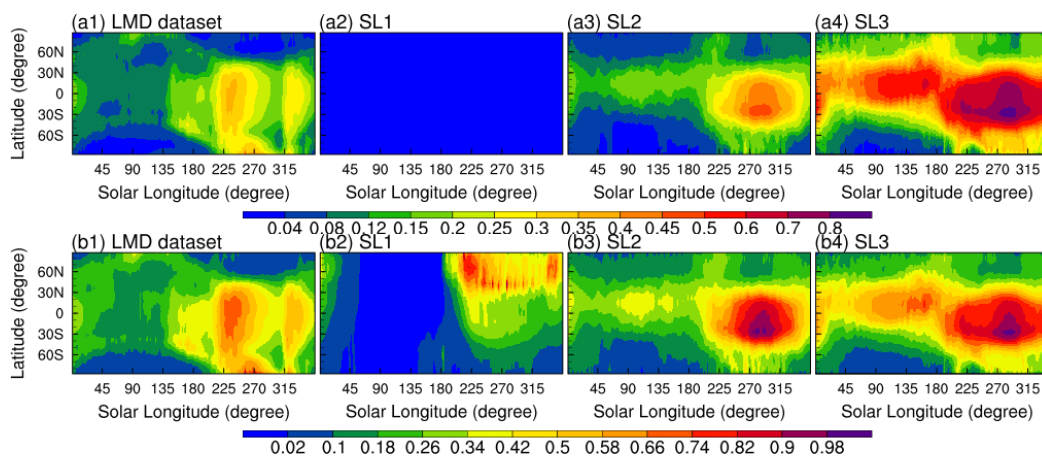 (a1) LMD dataset (a2) SL1 (a3) SL2 (a4) SL3
Latitude (degree)
60N
30N
0
30S
60S
45 90 135 180 225 270 315 45 90 135 180 225 270 315 45 90 135 180 225 270 315 45 90 135 180 225 270 315
Solar Longitude (degree) Solar Longitude (degree) Solar Longitude (degree) Solar Longitude (degree)
0.04 0.08 0.12 0.15 0.2 0.25 0.3 0.35 0.4 0.45 0.5 0.6 0.7 0.8
(b1) LMD dataset (b2) SL1 (b3) SL2 (b4) SL3
Latitude (degree)
60N
30N
0
30S
60S
45 90 135 180 225 270 315 45 90 135 180 225 270 315 45 90 135 180 225 270 315 45 90 135 180 225 270 315
Solar Longitude (degree) Solar Longitude (degree) Solar Longitude (degree) Solar Longitude (degree)
0.02 0.1 0.18 0.26 0.34 0.42 0.5 0.58 0.66 0.74 0.82 0.9 0.98